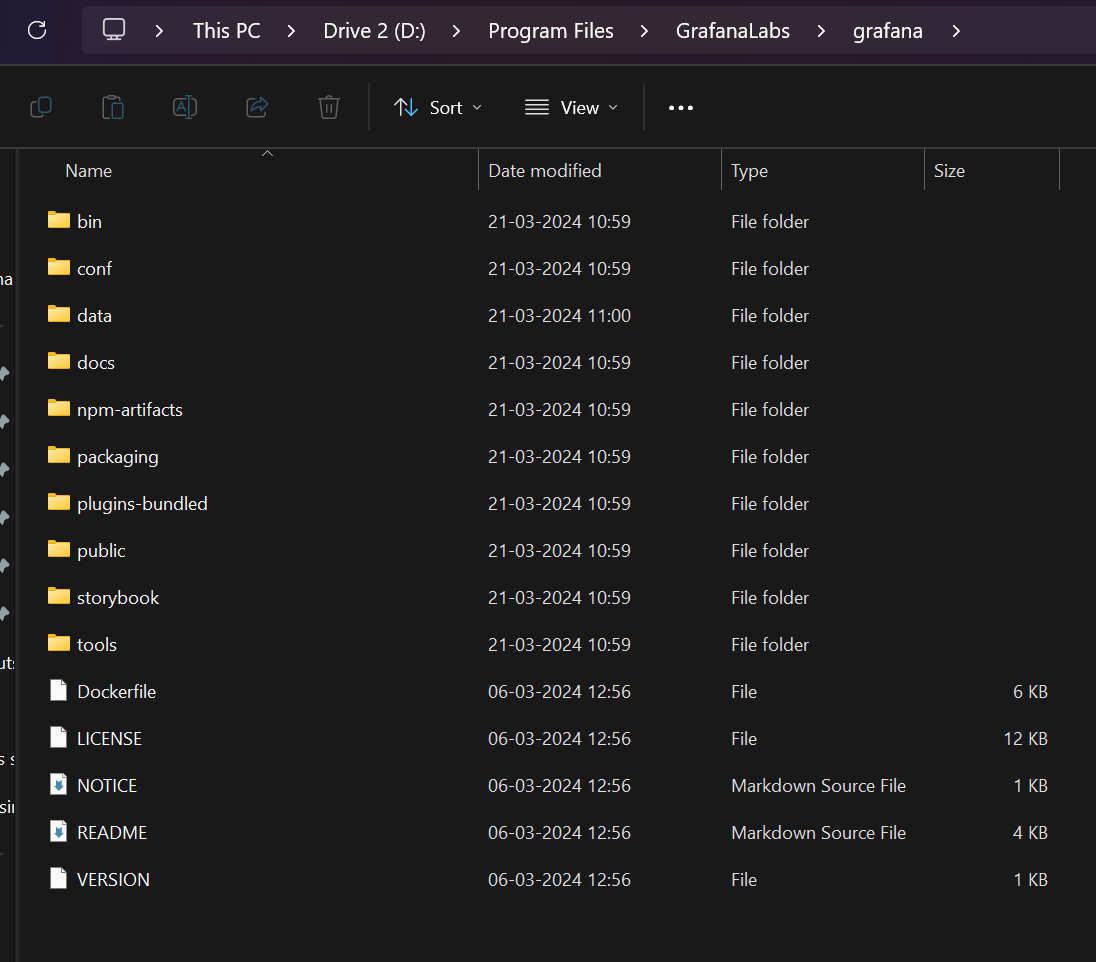 This PC > Drive 2 (D:) > Program Files > GrafanaLabs > grafana >
Sort View
Name Date modified Type Size
bin 21-03-2024 10:59 File folder
conf 21-03-2024 10:59 File folder
data 21-03-2024 11:00 File folder
docs 21-03-2024 10:59 File folder
npm-artifacts 21-03-2024 10:59 File folder
packaging 21-03-2024 10:59 File folder
plugins-bundled 21-03-2024 10:59 File folder
public 21-03-2024 10:59 File folder
storybook 21-03-2024 10:59 File folder
tools 21-03-2024 10:59 File folder
Dockerfile 06-03-2024 12:56 File 6 KB
LICENSE 06-03-2024 12:56 File 12 KB
NOTICE 06-03-2024 12:56 Markdown Source File 1 KB
README 06-03-2024 12:56 Markdown Source File 4 KB
VERSION 06-03-2024 12:56 File 1 KB